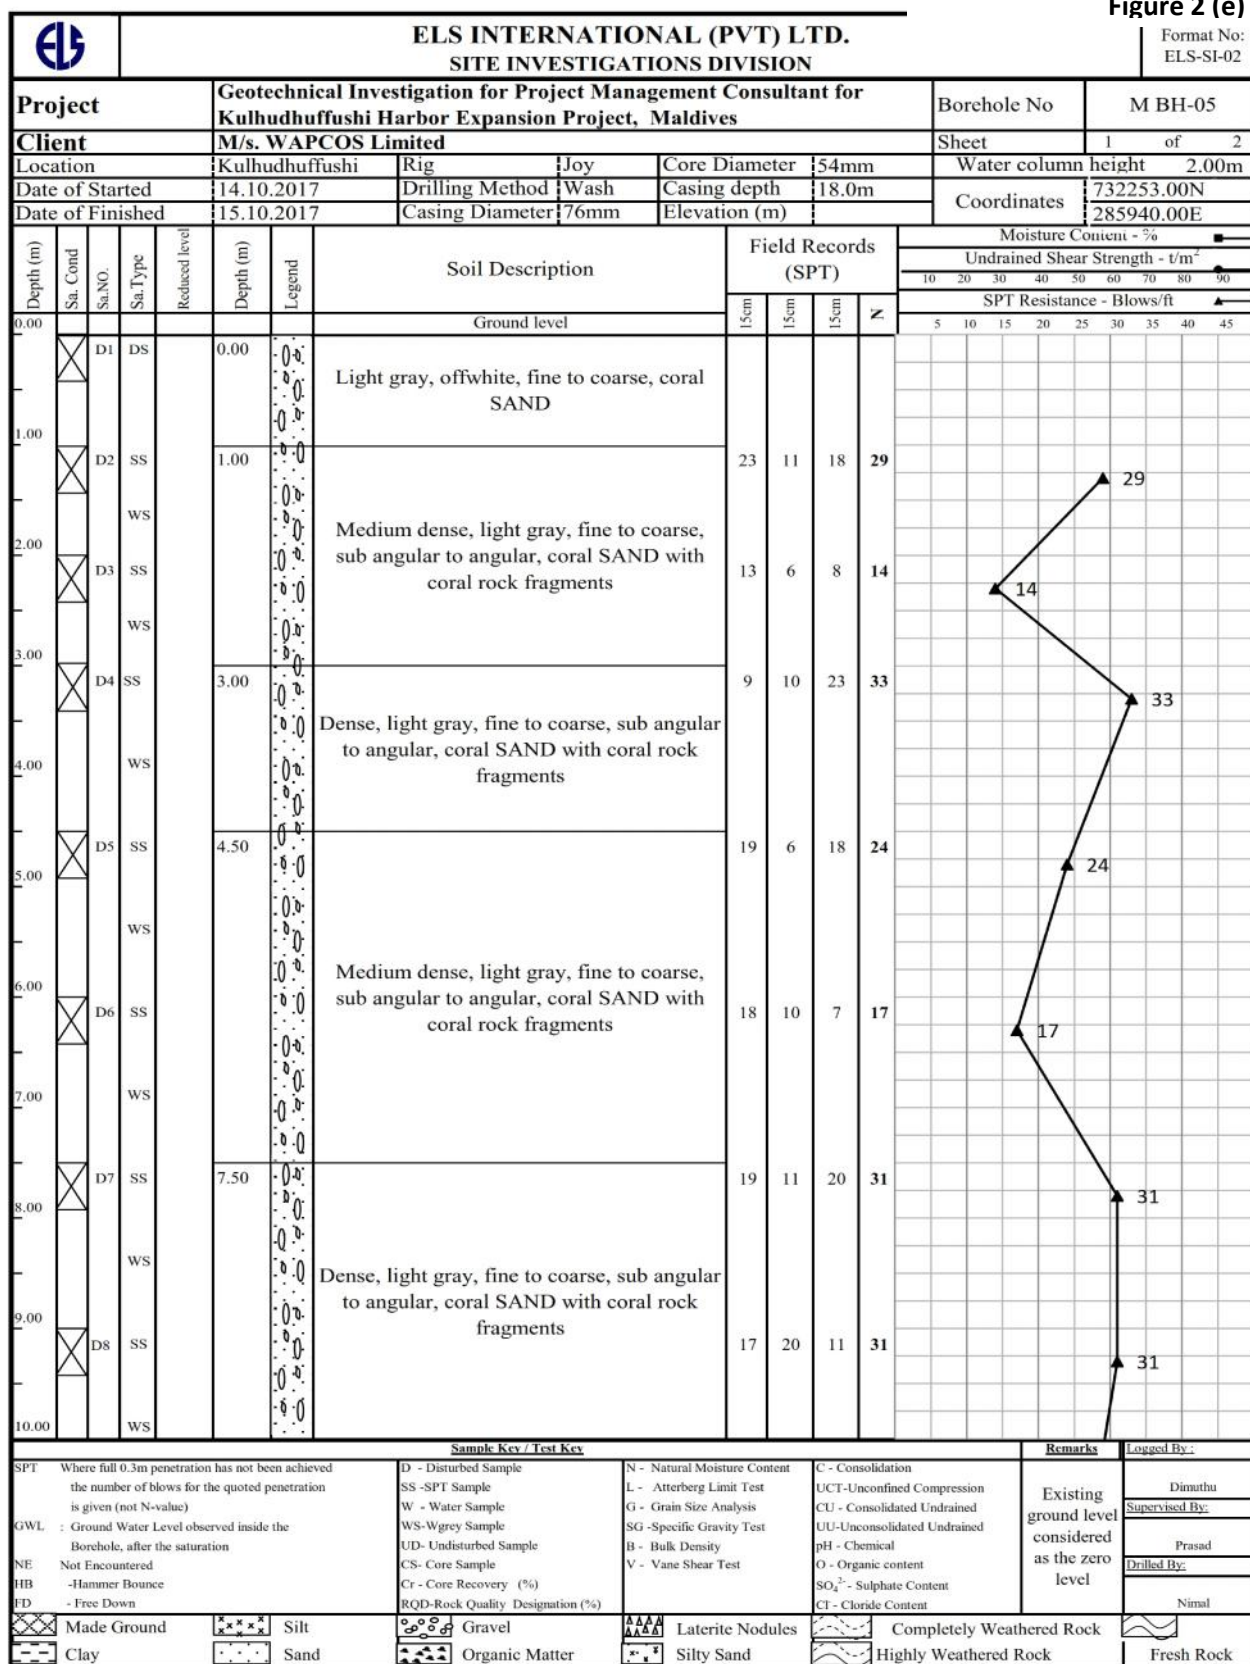 Figure 2 (e)
ELS
ELS INTERNATIONAL (PVT) LTD.
SITE INVESTIGATIONS DIVISION
Format No:
ELS-SI-02
Project
Geotechnical Investigation for Project Management Consultant for
Kulhudhuffushi Harbor Expansion Project, Maldives
Borehole No M BH-05
Client M/s. WAPCOS Limited Sheet 1 of 2
Location Kulhudhuffushi Rig Joy Core Diameter 54mm Water column height 2.00m
Date of Started 14.10.2017 Drilling Method Wash Casing depth 18.0m
Coordinates 732253.00N
Date of Finished 15.10.2017 Casing Diameter 76mm Elevation (m)
285940.00E
Depth (m) Sa. Cond Sa.NO. Sa.Type Reduced level Depth (m) Legend Soil Description
Field Records
(SPT)
15cm 15cm 15cm N
Moisture Content - %
Undrained Shear Strength - t/m2
10 20 30 40 50 60 70 80 90
SPT Resistance - Blows/ft
5 10 15 20 25 30 35 40 45
0.00 Ground level
D1 DS 0.00
Light gray, offwhite, fine to coarse, coral
SAND
1.00
D2 SS 1.00 23 11 18 29
29
WS
Medium dense, light gray, fine to coarse,
sub angular to angular, coral SAND with
coral rock fragments
2.00
D3 SS 13 6 8 14
14
WS
3.00
D4 SS 3.00 9 10 23 33
33
Dense, light gray, fine to coarse, sub angular
to angular, coral SAND with coral rock
fragments
WS
4.00
D5 SS 4.50 19 6 18 24
24
5.00
WS
Medium dense, light gray, fine to coarse,
sub angular to angular, coral SAND with
coral rock fragments
6.00
D6 SS 18 10 7 17
17
WS
7.00
D7 SS 7.50 19 11 20 31
31
8.00
WS
Dense, light gray, fine to coarse, sub angular
to angular, coral SAND with coral rock
fragments
9.00
D8 SS 17 20 11 31
31
10.00 WS
Sample Key / Test Key
SPT Where full 0.3m penetration has not been achieved
the number of blows for the quoted penetration
is given (not N-value)
GWL : Ground Water Level observed inside the
Borehole, after the saturation
NE Not Encountered
HB -Hammer Bounce
FD - Free Down
D - Disturbed Sample
SS -SPT Sample
W - Water Sample
WS-Wgrey Sample
UD- Undisturbed Sample
CS- Core Sample
Cr - Core Recovery (%)
RQD-Rock Quality Designation (%)
N - Natural Moisture Content
L - Atterberg Limit Test
G - Grain Size Analysis
SG -Specific Gravity Test
B - Bulk Density
V - Vane Shear Test
C - Consolidation
UCT-Unconfined Compression
CU - Consolidated Undrained
UU-Unconsolidated Undrained
pH - Chemical
O - Organic content
SO4 2- - Sulphate Content
Cl - Cloride Content
Remarks
Existing
ground level
considered
as the zero
level
Logged By :
Dimuthu
Supervised By:
Prasad
Drilled By:
Nimal
Made Ground Silt Gravel Laterite Nodules Completely Weathered Rock
Clay Sand Organic Matter Silty Sand Highly Weathered Rock Fresh Rock